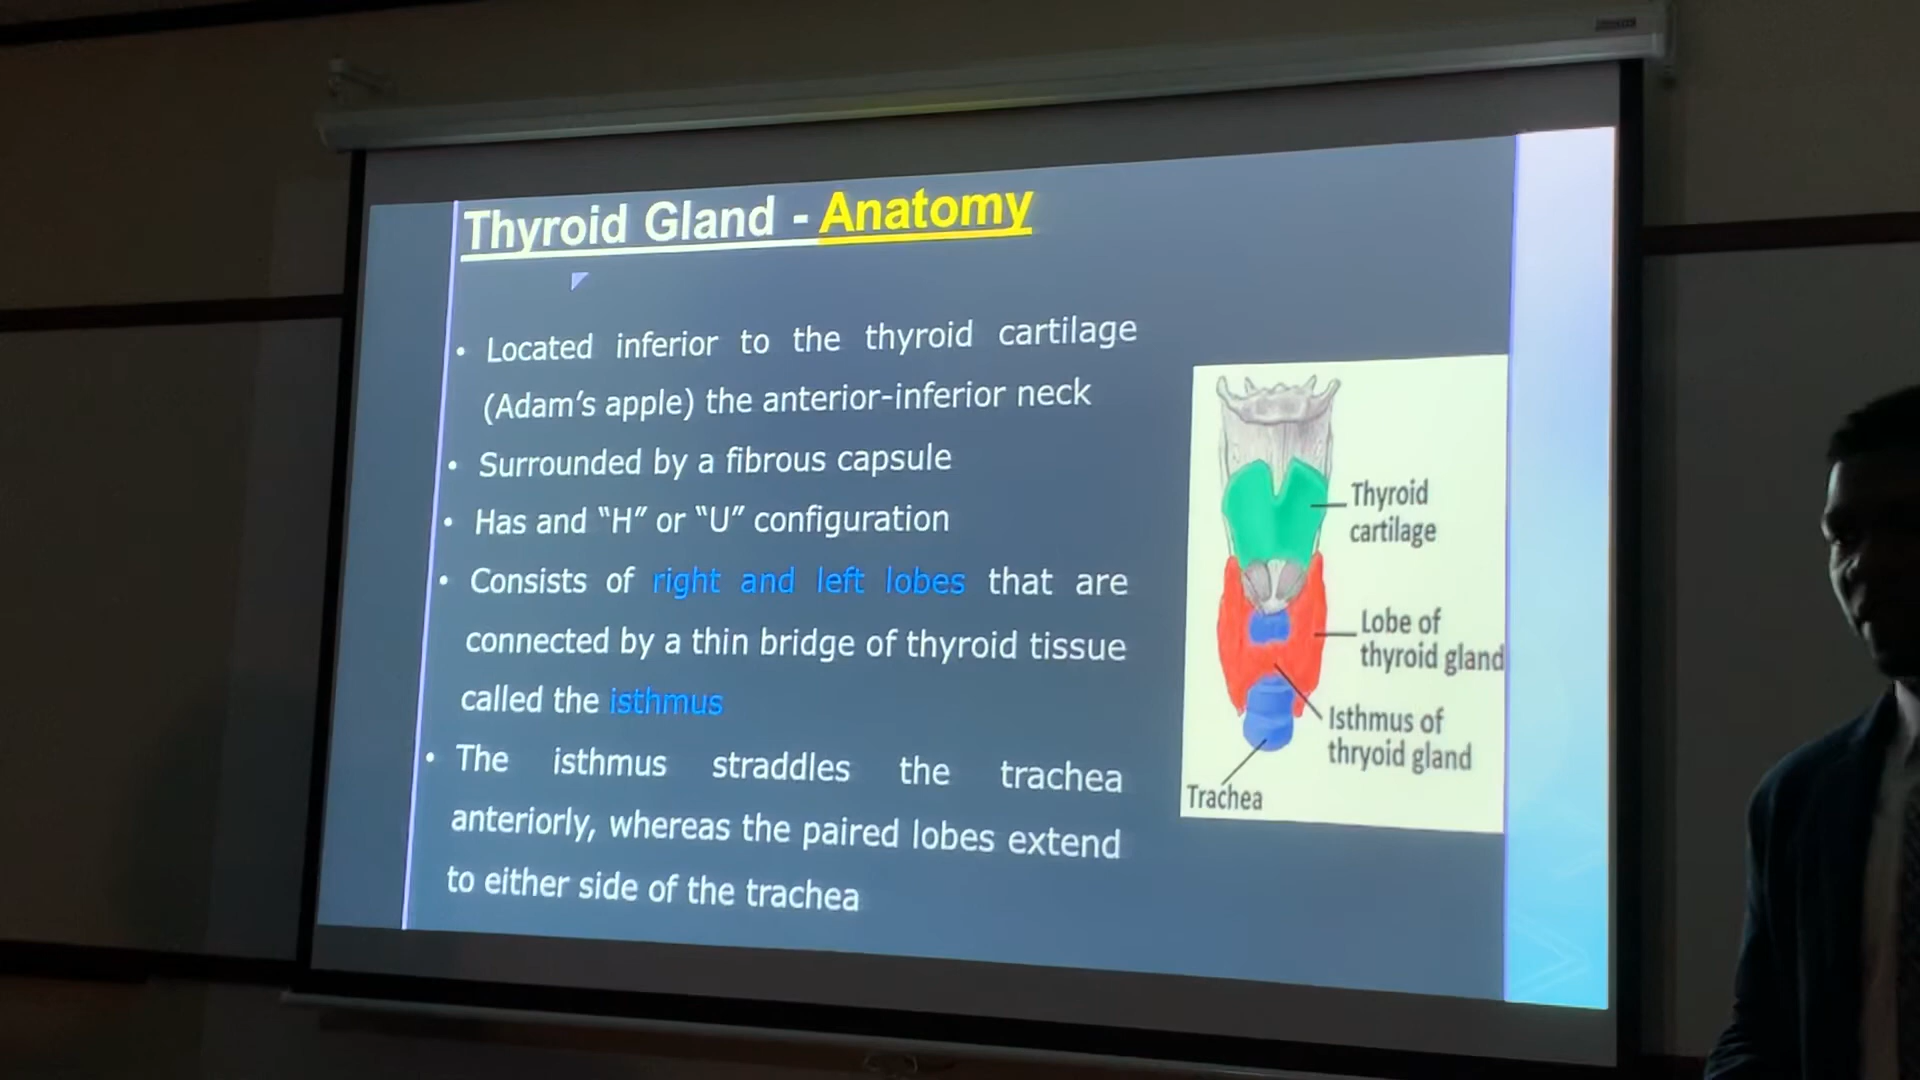 Thyroid Gland - Anatomy
• Located inferior to the thyroid cartilage
(Adam's apple) the anterior-inferior neck
• Surrounded by a fibrous capsule
• Has and “H” or “U” configuration
• Consists of right and left lobes that are
connected by a thin bridge of thyroid tissue
called the isthmus
• The isthmus straddles the trachea
anteriorly, whereas the paired lobes extend
to either side of the trachea
Thyroid
cartilage
Lobe of
thyroid gland
Isthmus of
thryoid gland
Trachea